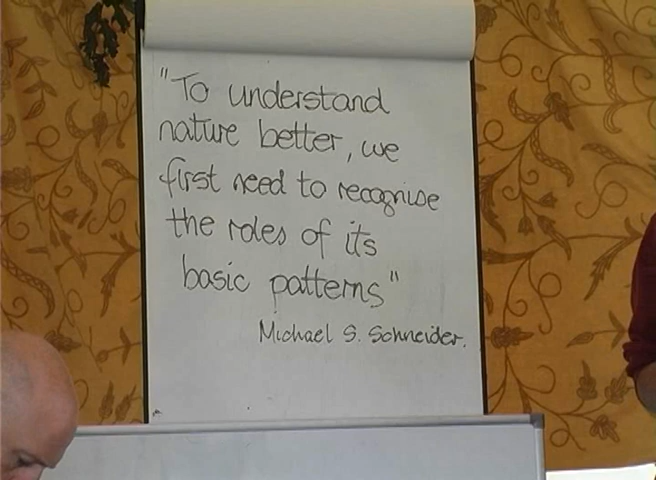 "To understand
nature better, we
first need to recognise
the roles of its
basic patterns"
Michael S. Schneider.